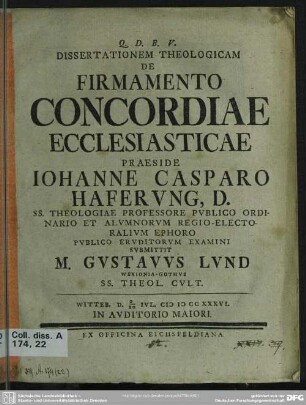 Q. D. B. V.
DISSERTATIONEM THEOLOGICAM
DE
FIRMAMENTO
CONCORDIAE
ECCLESIASTICAE
PRAESIDE
IOHANNE CASPARO
HAFERVNG, D.
SS. THEOLOGIAE PROFESSORE PVBLICO ORDI-
NARIO ET ALVMNORVM REGIO-ELECTO-
RALIVM EPHORO
PVBLICO ERVDITORVM EXAMINI
SVBMITTIT
M. GVSTAVVS LVND
WEXIONIA-GOTHVS
SS. THEOL. CVLT.
WITTEB. D. IVL. CIƆ IƆ CC XXXVI.
IN AVDITORIO MAIORI.
EX OFFICINA EICHSFELDIANA
Coll. diss. A
174, 22